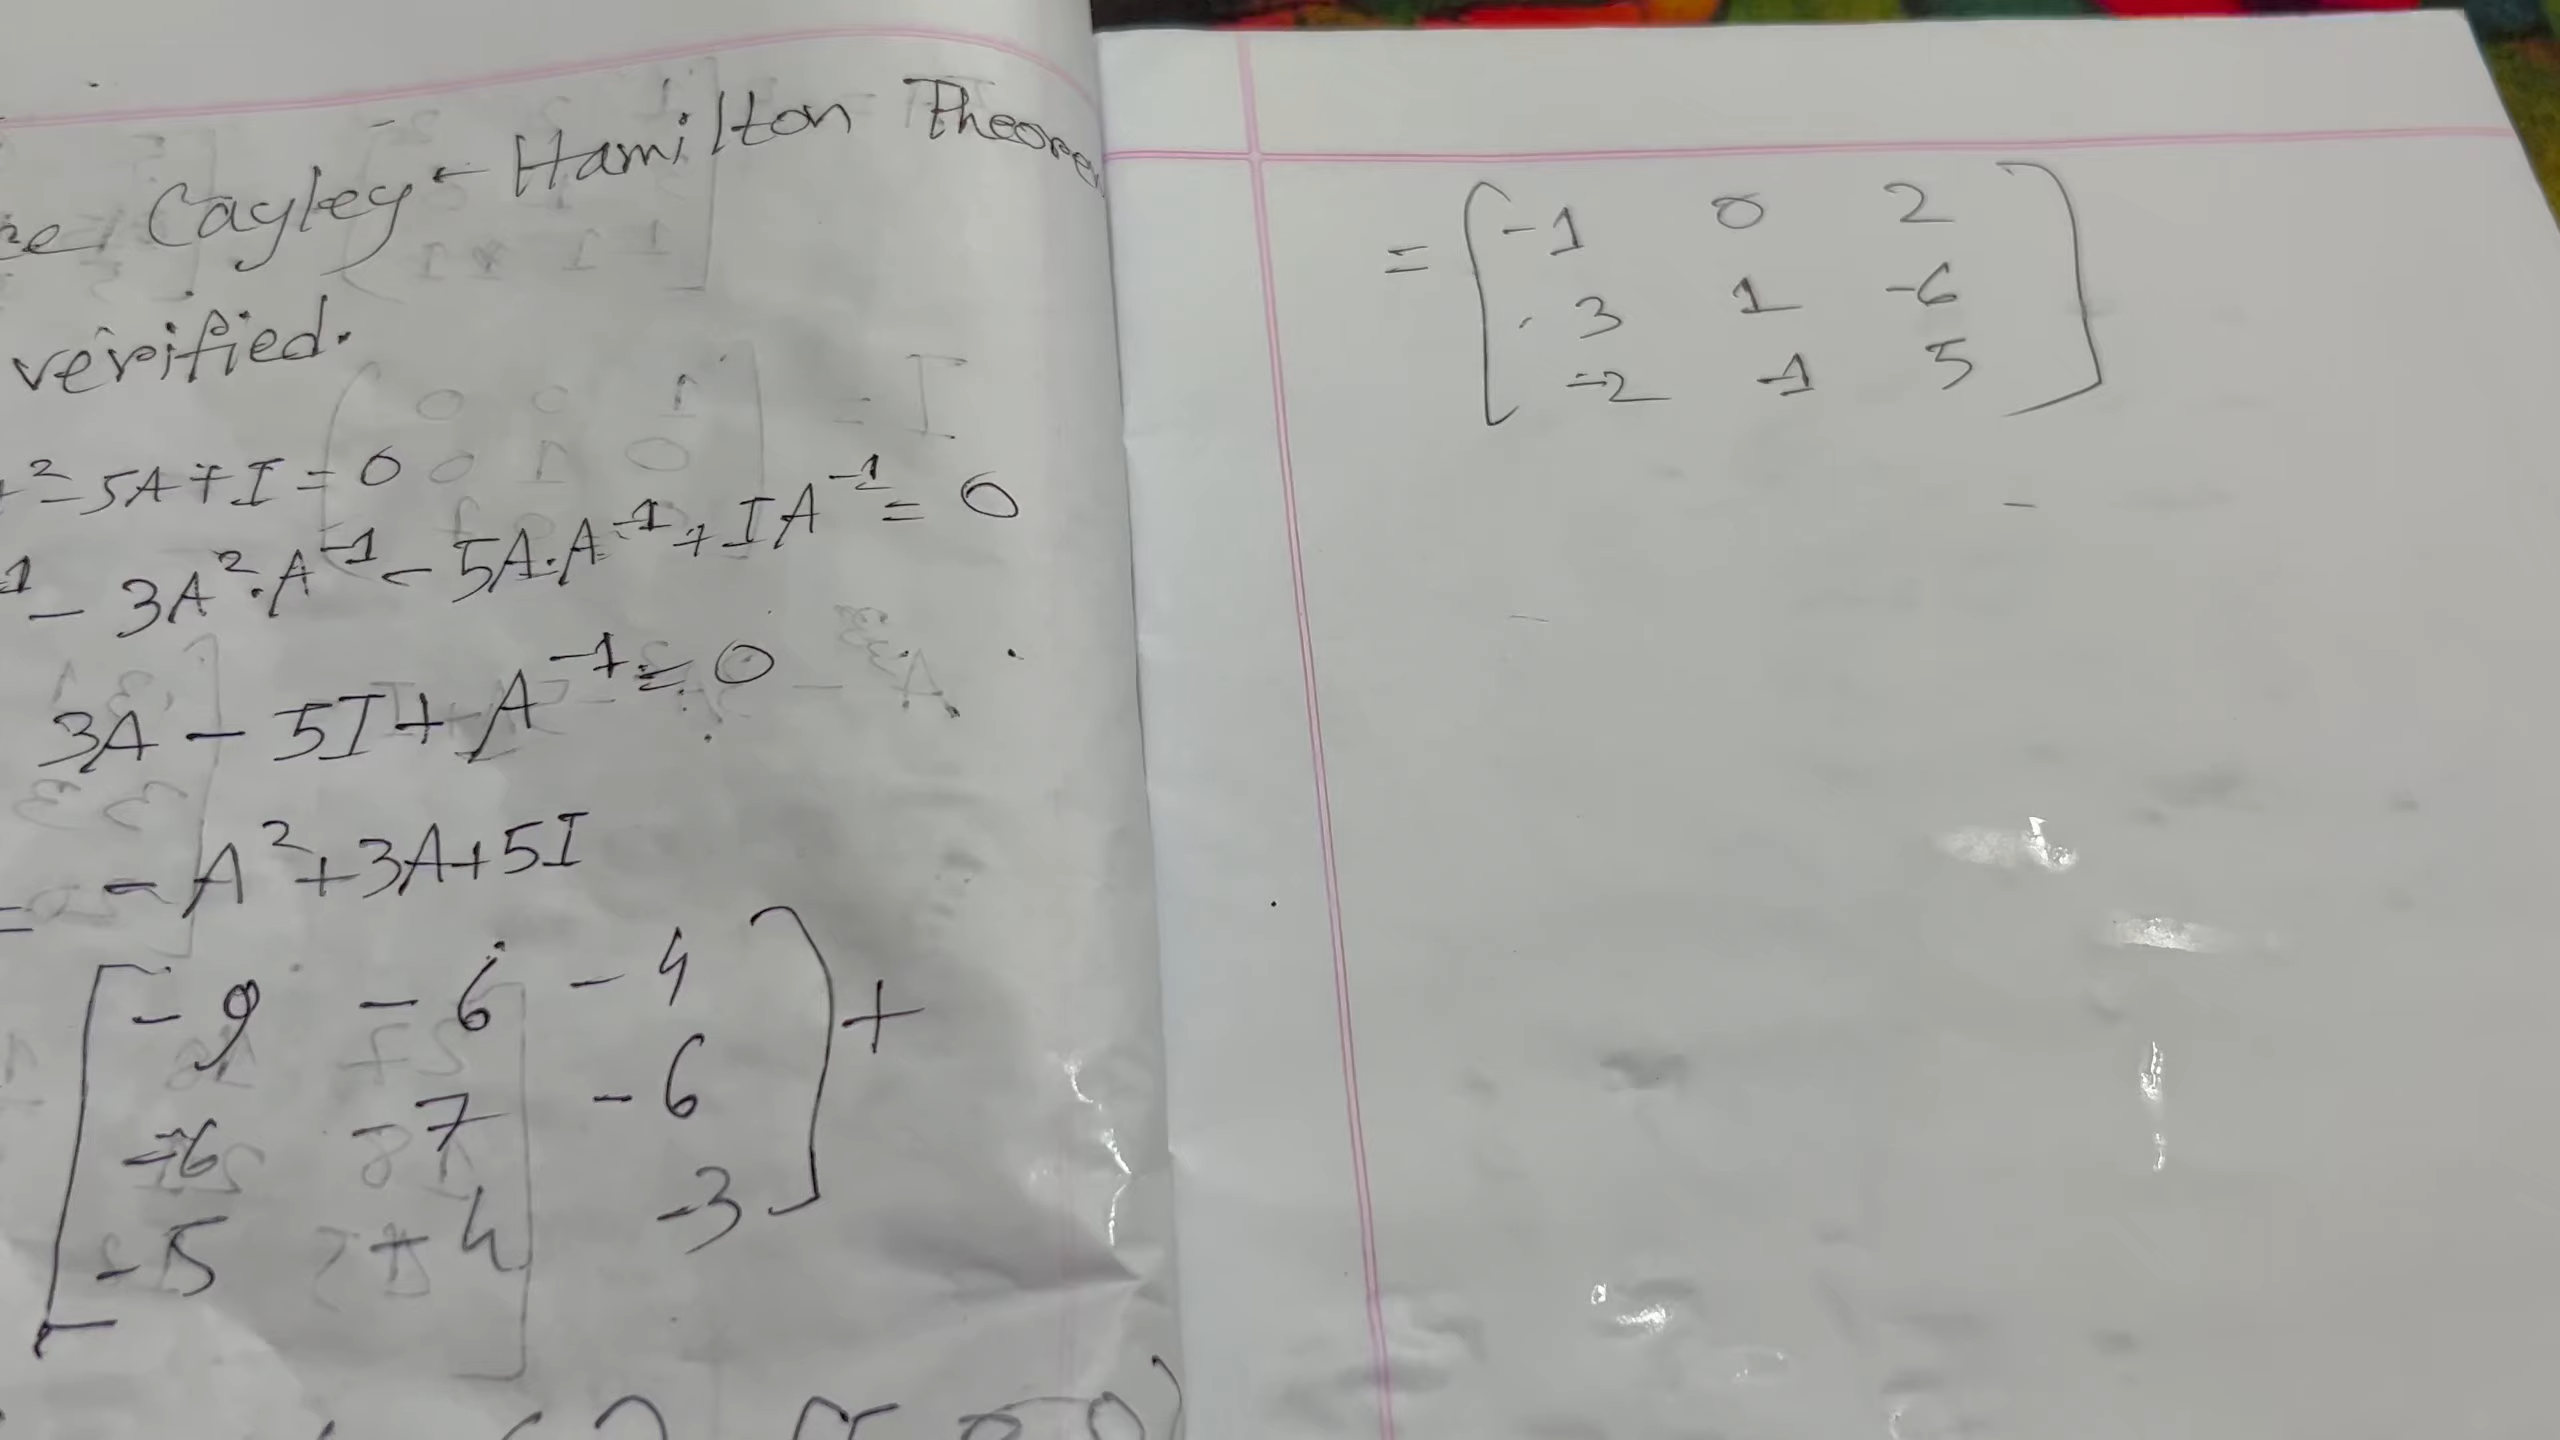 Cayley - Hamilton Theore
verified.
² - 5A + I = 0
-1 - 3A².A⁻¹ - 5A.A⁻¹ + IA⁻¹ = 0
3A - 5I + A⁻¹ = 0
= - A² + 3A + 5I
[ -9 -6 -4 ] +
-6 -7 -6
-5 -4 -3
= [ -1 0 2 ]
3 1 -6
-2 -1 5